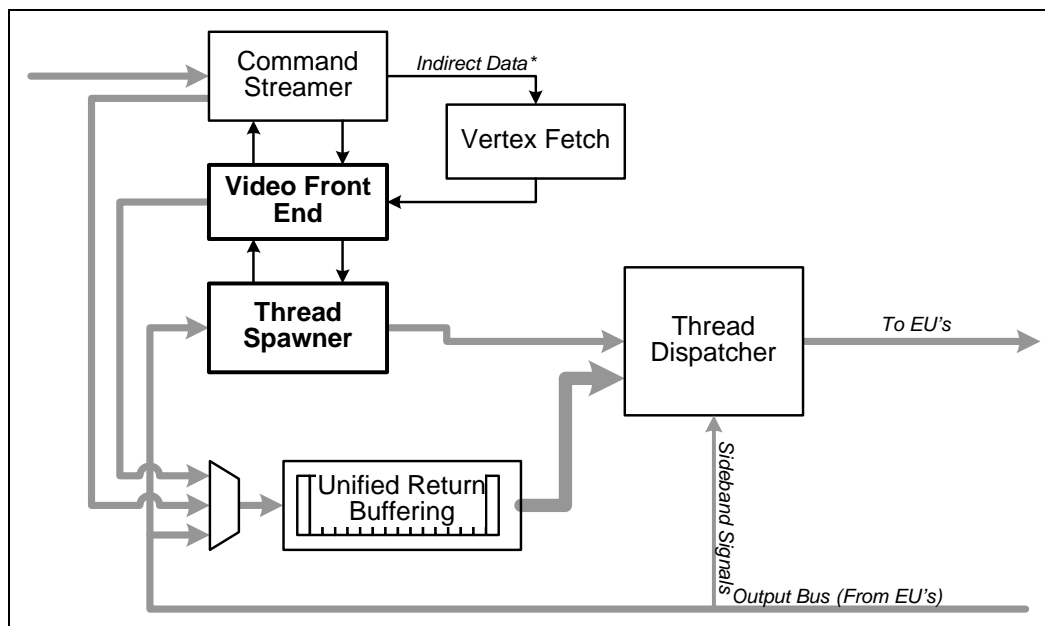 Command
Streamer
Indirect Data*
Vertex Fetch
Video Front
End
Thread
Spawner
Thread
Dispatcher
To EU's
Unified Return
Buffering
Sideband Signals
Output Bus (From EU's)